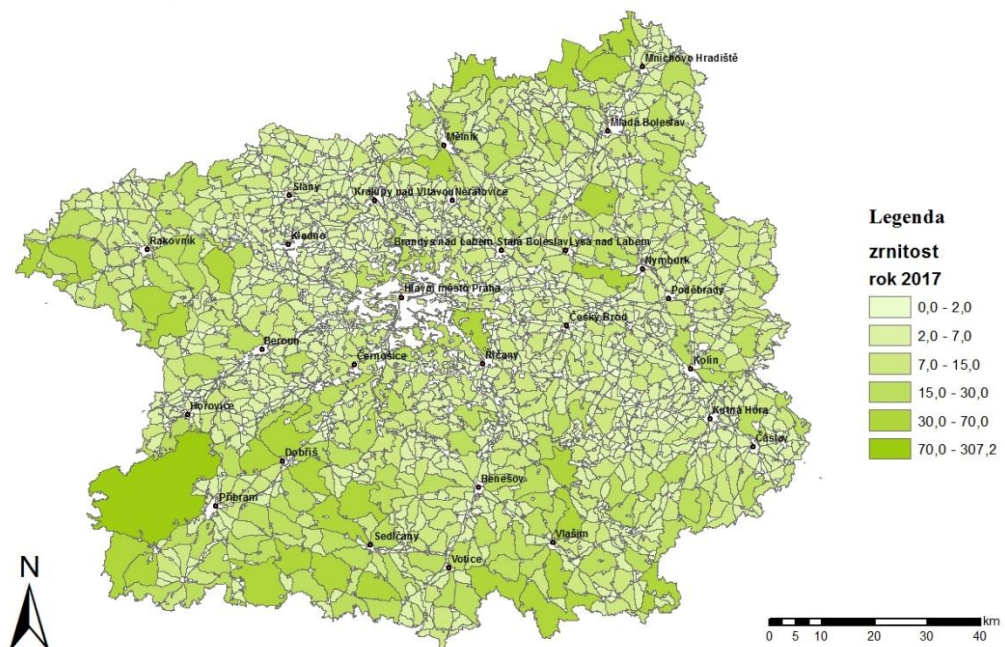 Mnichovo Hradiště
Mladá Boleslav
Mělník
Slaný
Kralupy nad Vltavou
Neratovice
Rakovník
Kladno
Brandýs nad Labem-Stará Boleslav
Lysá nad Labem
Nymburk
Hlavní město Praha
Poděbrady
Český Brod
Beroun
Černošice
Říčany
Kolín
Hořovice
Kutná Hora
Čáslav
Dobříš
Benešov
Příbram
Sedlčany
Vlašim
Votice
Legenda
zrnitost
rok 2017
0,0 - 2,0
2,0 - 7,0
7,0 - 15,0
15,0 - 30,0
30,0 - 70,0
70,0 - 307,2
N
km
0 5 10 20 30 40